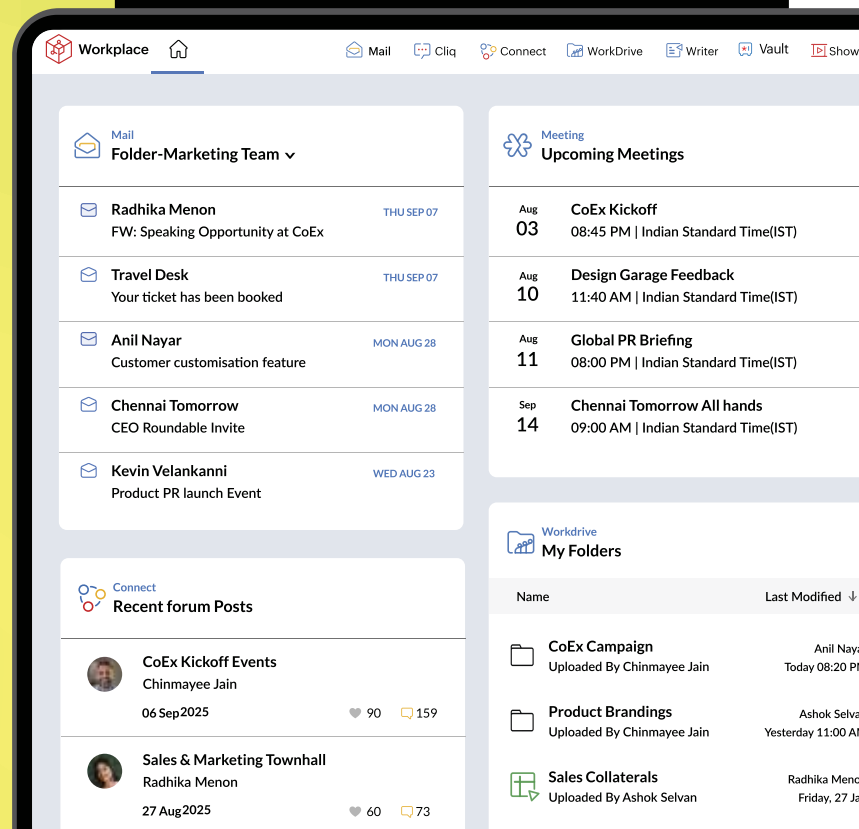 Workplace
Mail
Cliq
Connect
WorkDrive
Writer
Vault
Show
Mail
Folder-Marketing Team
Radhika Menon
THU SEP 07
FW: Speaking Opportunity at CoEx
Travel Desk
THU SEP 07
Your ticket has been booked
Anil Nayar
MON AUG 28
Customer customisation feature
Chennai Tomorrow
MON AUG 28
CEO Roundable Invite
Kevin Velankanni
WED AUG 23
Product PR launch Event
Meeting
Upcoming Meetings
Aug
03
CoEx Kickoff
08:45 PM | Indian Standard Time(IST)
Aug
10
Design Garage Feedback
11:40 AM | Indian Standard Time(IST)
Aug
11
Global PR Briefing
08:00 PM | Indian Standard Time(IST)
Sep
14
Chennai Tomorrow All hands
09:00 AM | Indian Standard Time(IST)
Connect
Recent forum Posts
CoEx Kickoff Events
Chinmayee Jain
06 Sep2025
90
159
Sales & Marketing Townhall
Radhika Menon
27 Aug2025
60
73
Workdrive
My Folders
Name
Last Modified
CoEx Campaign
Uploaded By Chinmayee Jain
Anil Naya
Today 08:20 PM
Product Brandings
Uploaded By Chinmayee Jain
Ashok Selva
Yesterday 11:00 AM
Sales Collaterals
Uploaded By Ashok Selvan
Radhika Meno
Friday, 27 Ja